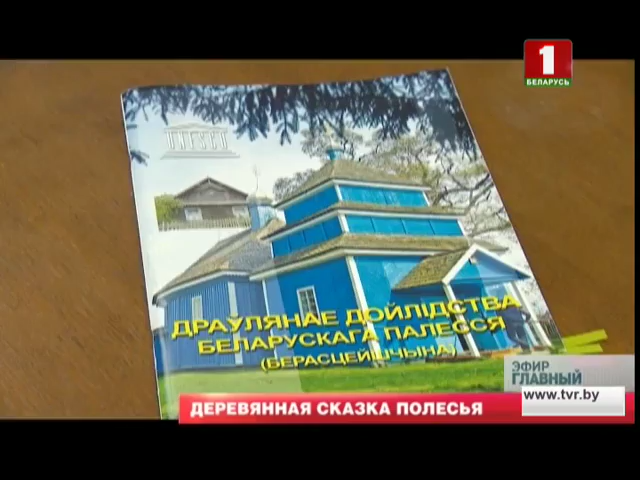 1
БЕЛАРУСЬ
UNESCO
ДРАЎЛЯНАЕ ДОЙЛІДСТВА
БЕЛАРУСКАГА ПАЛЕССЯ
(БЕРАСЦЕЙШЧЫНА)
ЭФИР
ГЛАВНЫЙ
ДЕРЕВЯННАЯ СКАЗКА ПОЛЕСЬЯ
www.tvr.by